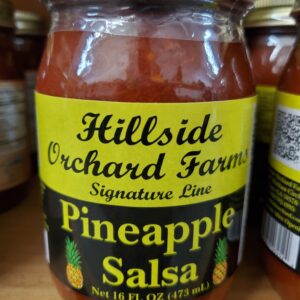 Hillside
Orchard Farms
Signature Line
Pineapple
Salsa
Net 16 FL OZ (473 mL)